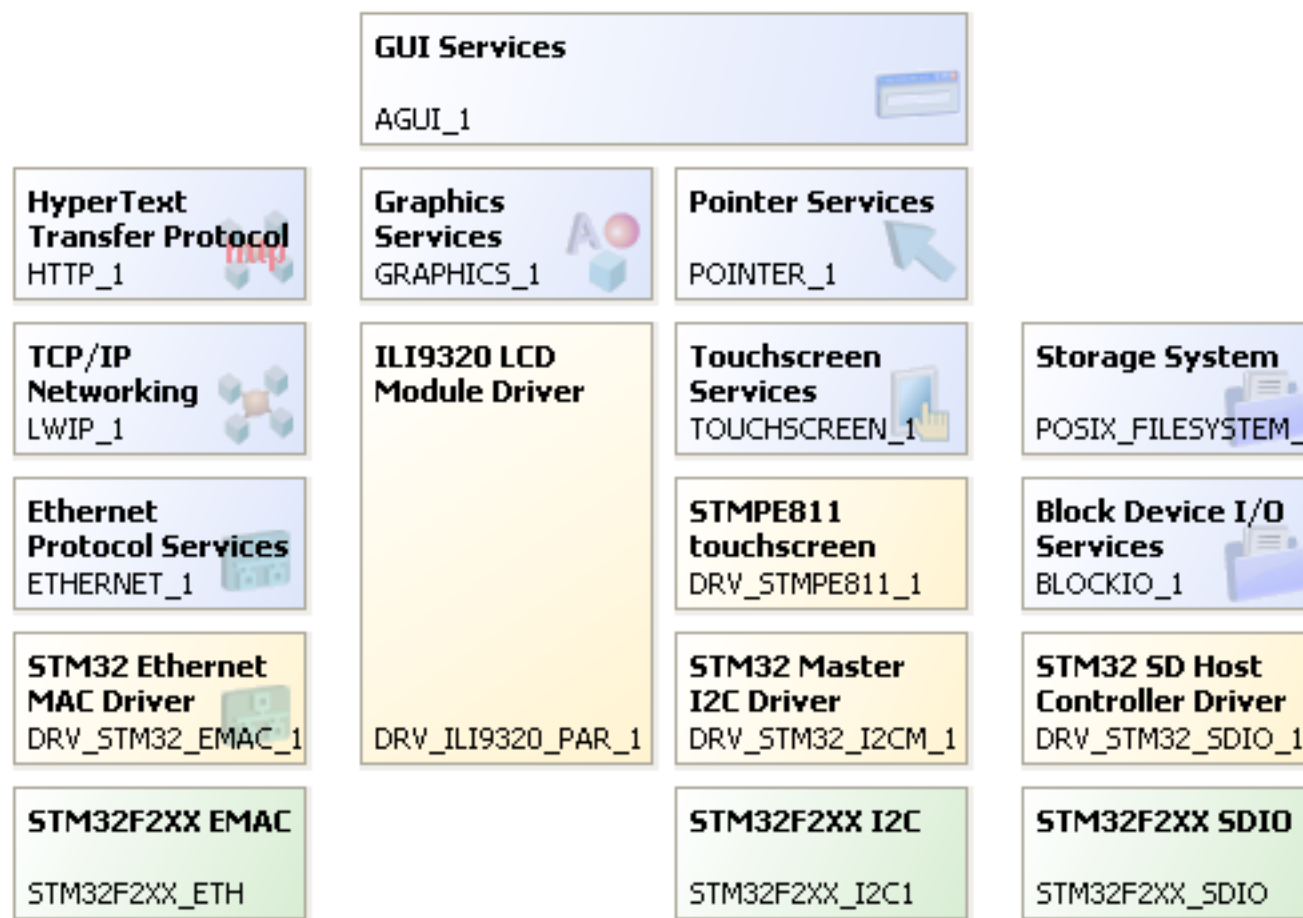 GUI Services
AGUI_1
HyperText
Transfer Protocol
http
HTTP_1
Graphics
Services
A
GRAPHICS_1
Pointer Services
POINTER_1
TCP/IP
Networking
LWIP_1
ILI9320 LCD
Module Driver
DRV_ILI9320_PAR_1
Touchscreen
Services
TOUCHSCREEN_1
Storage System
POSIX_FILESYSTEM_
Ethernet
Protocol Services
ETHERNET_1
STMPE811
touchscreen
DRV_STMPE811_1
Block Device I/O
Services
BLOCKIO_1
STM32 Ethernet
MAC Driver
DRV_STM32_EMAC_1
STM32 Master
I2C Driver
DRV_STM32_I2CM_1
STM32 SD Host
Controller Driver
DRV_STM32_SDIO_1
STM32F2XX EMAC
STM32F2XX_ETH
STM32F2XX I2C
STM32F2XX_I2C1
STM32F2XX SDIO
STM32F2XX_SDIO